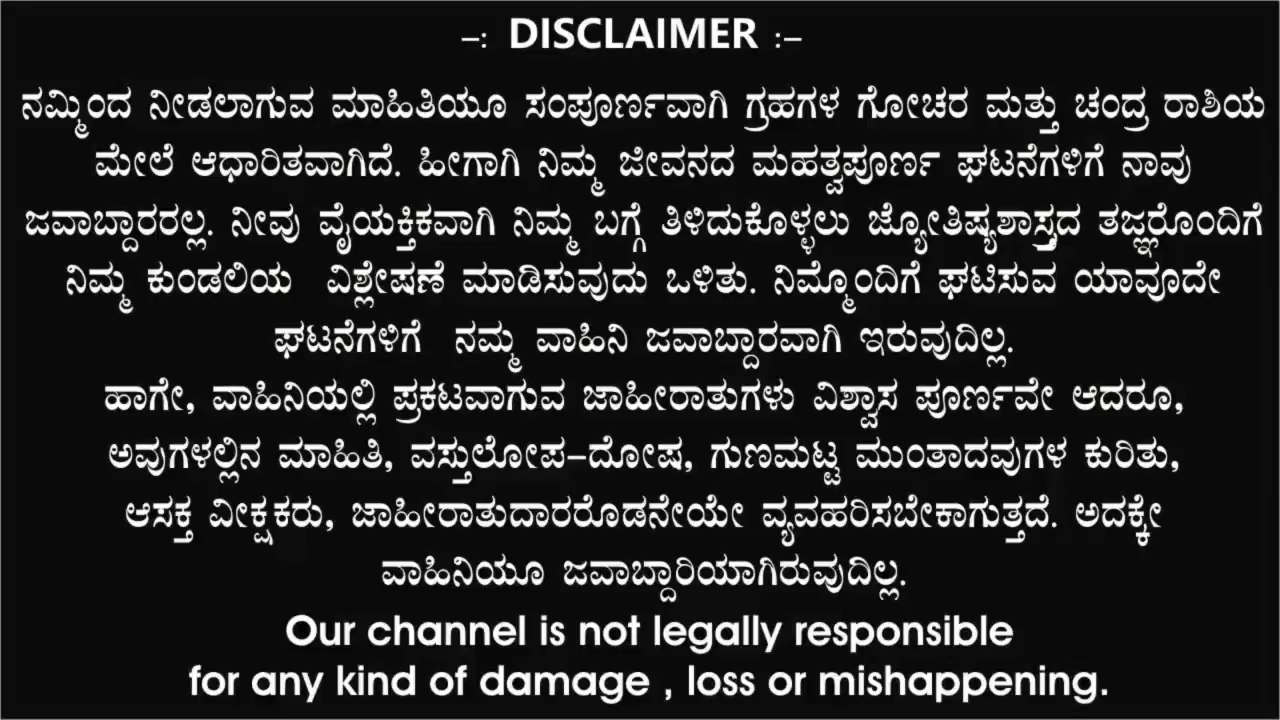 –: DISCLAIMER :–
ನಮ್ಮಿಂದ ನೀಡಲಾಗುವ ಮಾಹಿತಿಯೂ ಸಂಪೂರ್ಣವಾಗಿ ಗ್ರಹಗಳ ಗೋಚರ ಮತ್ತು ಚಂದ್ರ ರಾಶಿಯ
ಮೇಲೆ ಆಧಾರಿತವಾಗಿದೆ. ಹೀಗಾಗಿ ನಿಮ್ಮ ಜೀವನದ ಮಹತ್ವಪೂರ್ಣ ಘಟನೆಗಳಿಗೆ ನಾವು
ಜವಾಬ್ದಾರರಲ್ಲ. ನೀವು ವೈಯಕ್ತಿಕವಾಗಿ ನಿಮ್ಮ ಬಗ್ಗೆ ತಿಳಿದುಕೊಳ್ಳಲು ಜ್ಯೋತಿಷ್ಯಶಾಸ್ತ್ರದ ತಜ್ಞರೊಂದಿಗೆ
ನಿಮ್ಮ ಕುಂಡಲಿಯ ವಿಶ್ಲೇಷಣೆ ಮಾಡಿಸುವುದು ಒಳಿತು. ನಿಮ್ಮೊಂದಿಗೆ ಘಟಿಸುವ ಯಾವೂದೇ
ಘಟನೆಗಳಿಗೆ ನಮ್ಮ ವಾಹಿನಿ ಜವಾಬ್ದಾರವಾಗಿ ಇರುವುದಿಲ್ಲ.
ಹಾಗೇ, ವಾಹಿನಿಯಲ್ಲಿ ಪ್ರಕಟವಾಗುವ ಜಾಹೀರಾತುಗಳು ವಿಶ್ವಾಸ ಪೂರ್ಣವೇ ಆದರೂ,
ಅವುಗಳಲ್ಲಿನ ಮಾಹಿತಿ, ವಸ್ತುಲೋಪ–ದೋಷ, ಗುಣಮಟ್ಟ ಮುಂತಾದವುಗಳ ಕುರಿತು,
ಆಸಕ್ತ ವೀಕ್ಷಕರು, ಜಾಹೀರಾತುದಾರರೊಡನೇಯೇ ವ್ಯವಹರಿಸಬೇಕಾಗುತ್ತದೆ. ಅದಕ್ಕೇ
ವಾಹಿನಿಯೂ ಜವಾಬ್ದಾರಿಯಾಗಿರುವುದಿಲ್ಲ.
Our channel is not legally responsible
for any kind of damage , loss or mishappening.